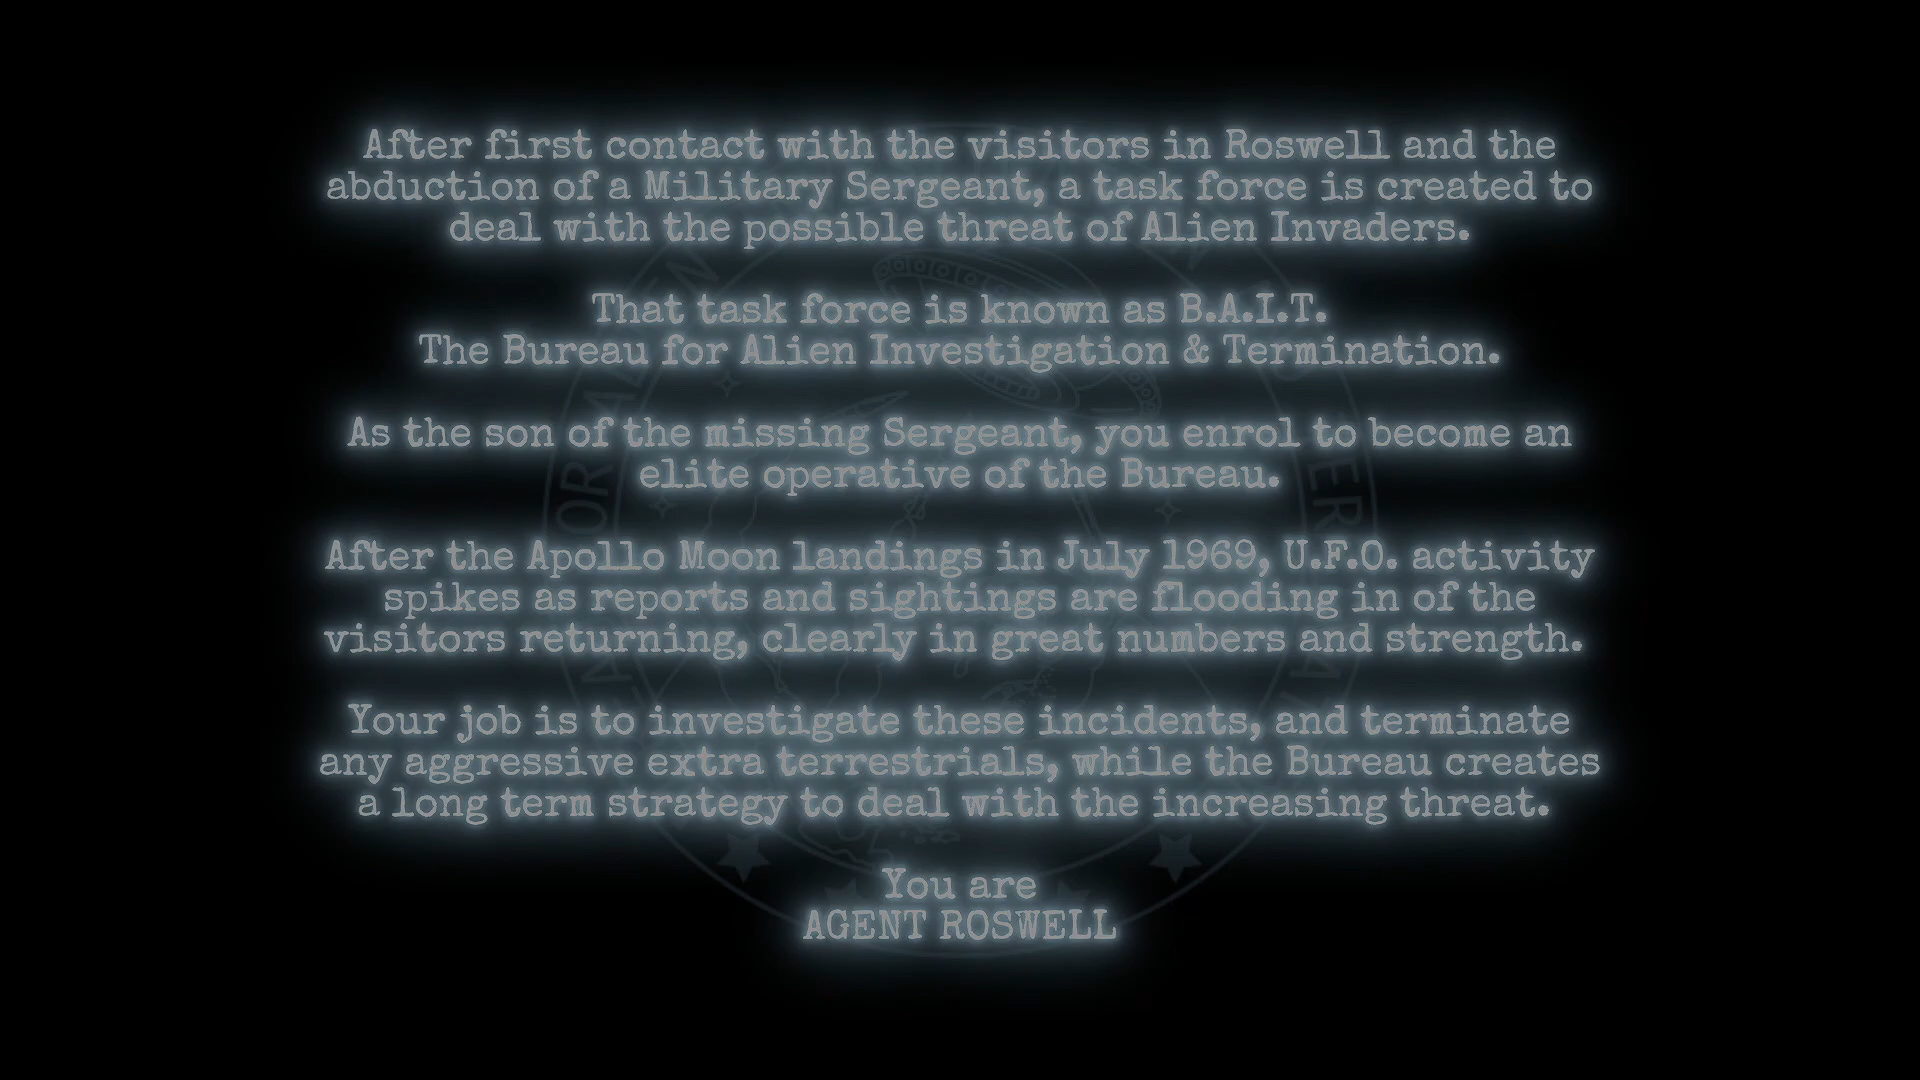 After first contact with the visitors in Roswell and the
abduction of a Military Sergeant, a task force is created to
deal with the possible threat of Alien Invaders.
That task force is known as B.A.I.T.
The Bureau for Alien Investigation & Termination.
As the son of the missing Sergeant, you enrol to become an
elite operative of the Bureau.
After the Apollo Moon landings in July 1969, U.F.O. activity
spikes as reports and sightings are flooding in of the
visitors returning, clearly in great numbers and strength.
Your job is to investigate these incidents, and terminate
any aggressive extra terrestrials, while the Bureau creates
a long term strategy to deal with the increasing threat.
You are
AGENT ROSWELL